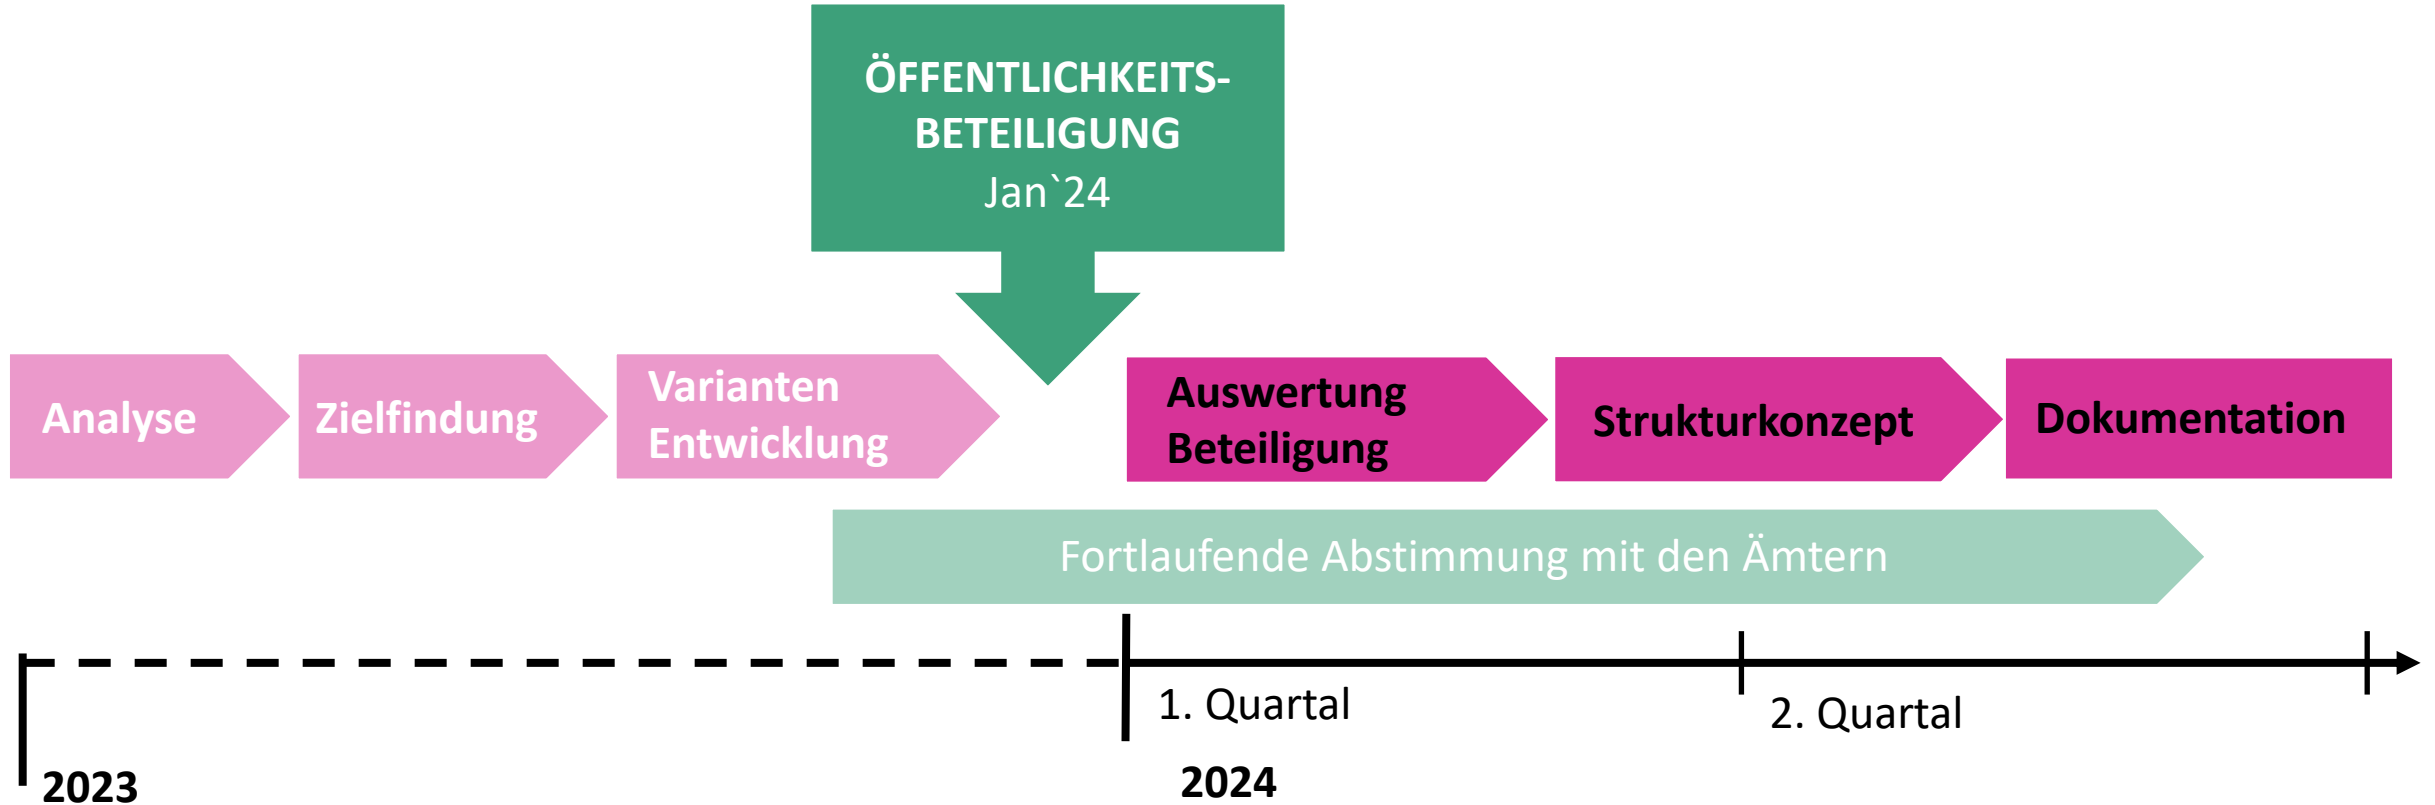 ÖFFENTLICHKEITS-
BETEILIGUNG
Jan`24
Analyse
Zielfindung
Varianten
Entwicklung
Auswertung
Beteiligung
Strukturkonzept
Dokumentation
Fortlaufende Abstimmung mit den Ämtern
1. Quartal
2. Quartal
2023
2024